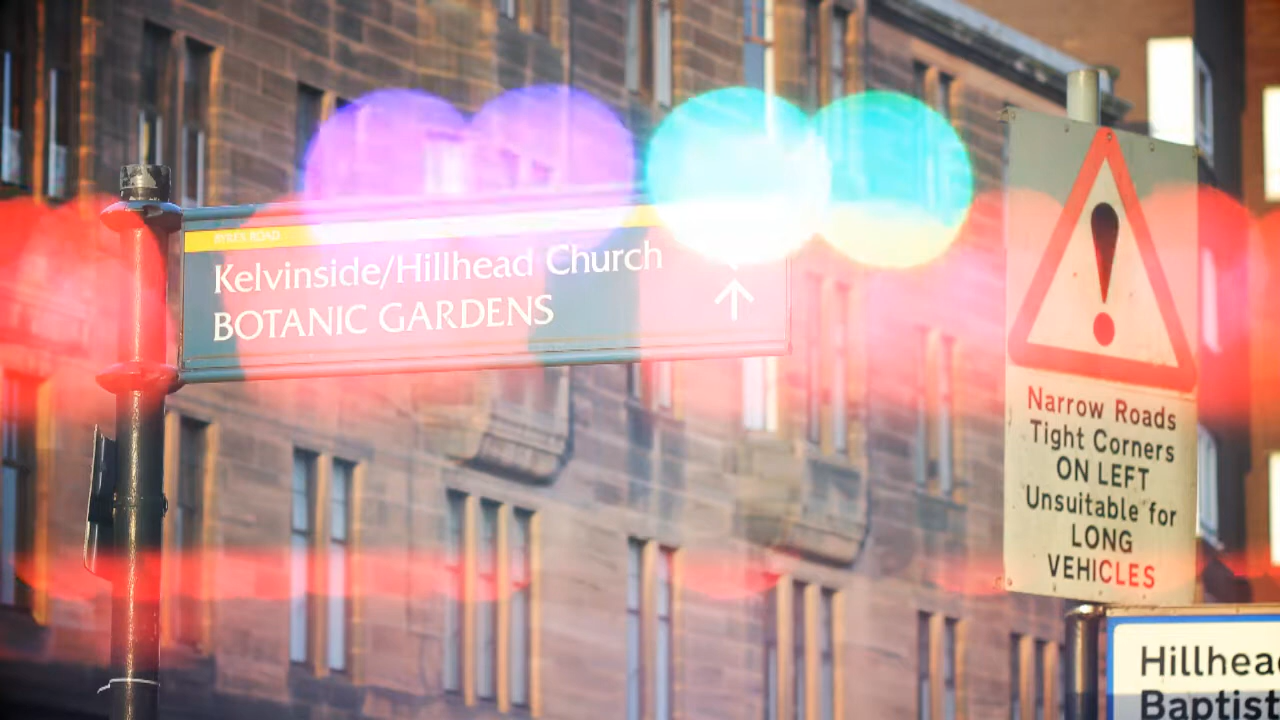 BYRES ROAD
Kelvinside/Hillhead Church
BOTANIC GARDENS
Narrow Roads
Tight Corners
ON LEFT
Unsuitable for
LONG
VEHICLES
Hillhea
Baptist